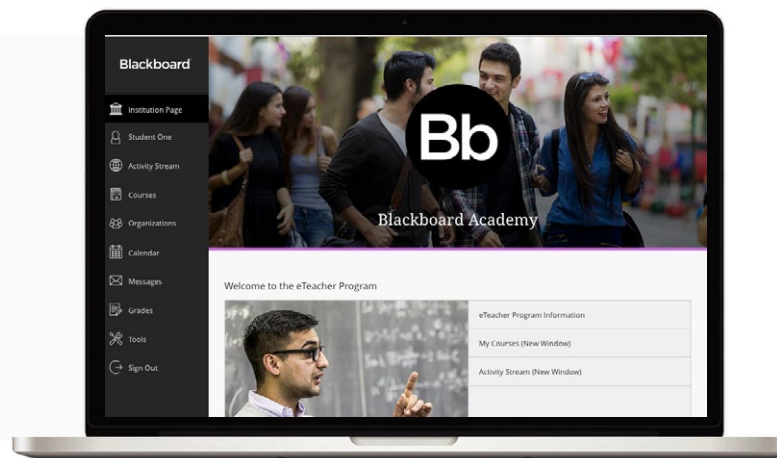 Blackboard
Institution Page
Student One
Activity Stream
Courses
Organizations
Calendar
Messages
Grades
Tools
Sign Out
Bb
Blackboard Academy
Welcome to the eTeacher Program
eTeacher Program Information
My Courses (New Window)
Activity Stream (New Window)